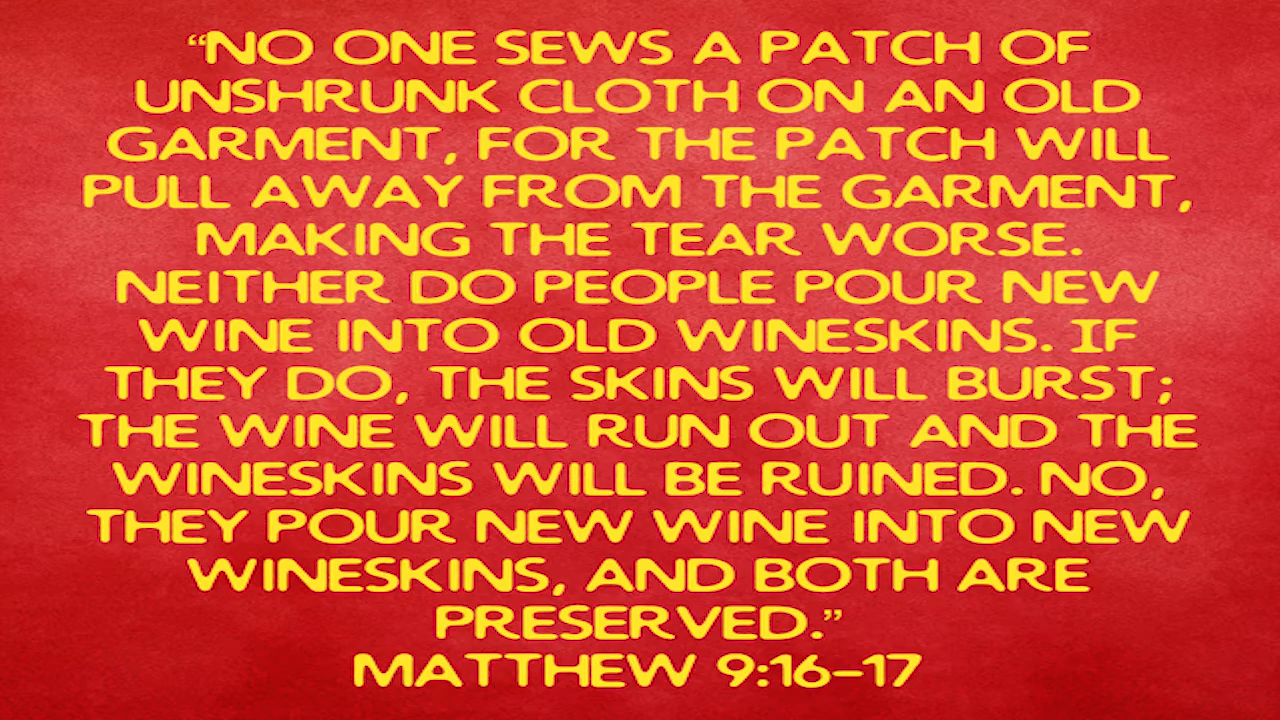 “NO ONE SEWS A PATCH OF
UNSHRUNK CLOTH ON AN OLD
GARMENT, FOR THE PATCH WILL
PULL AWAY FROM THE GARMENT,
MAKING THE TEAR WORSE.
NEITHER DO PEOPLE POUR NEW
WINE INTO OLD WINESKINS. IF
THEY DO, THE SKINS WILL BURST;
THE WINE WILL RUN OUT AND THE
WINESKINS WILL BE RUINED. NO,
THEY POUR NEW WINE INTO NEW
WINESKINS, AND BOTH ARE
PRESERVED.”
MATTHEW 9:16–17